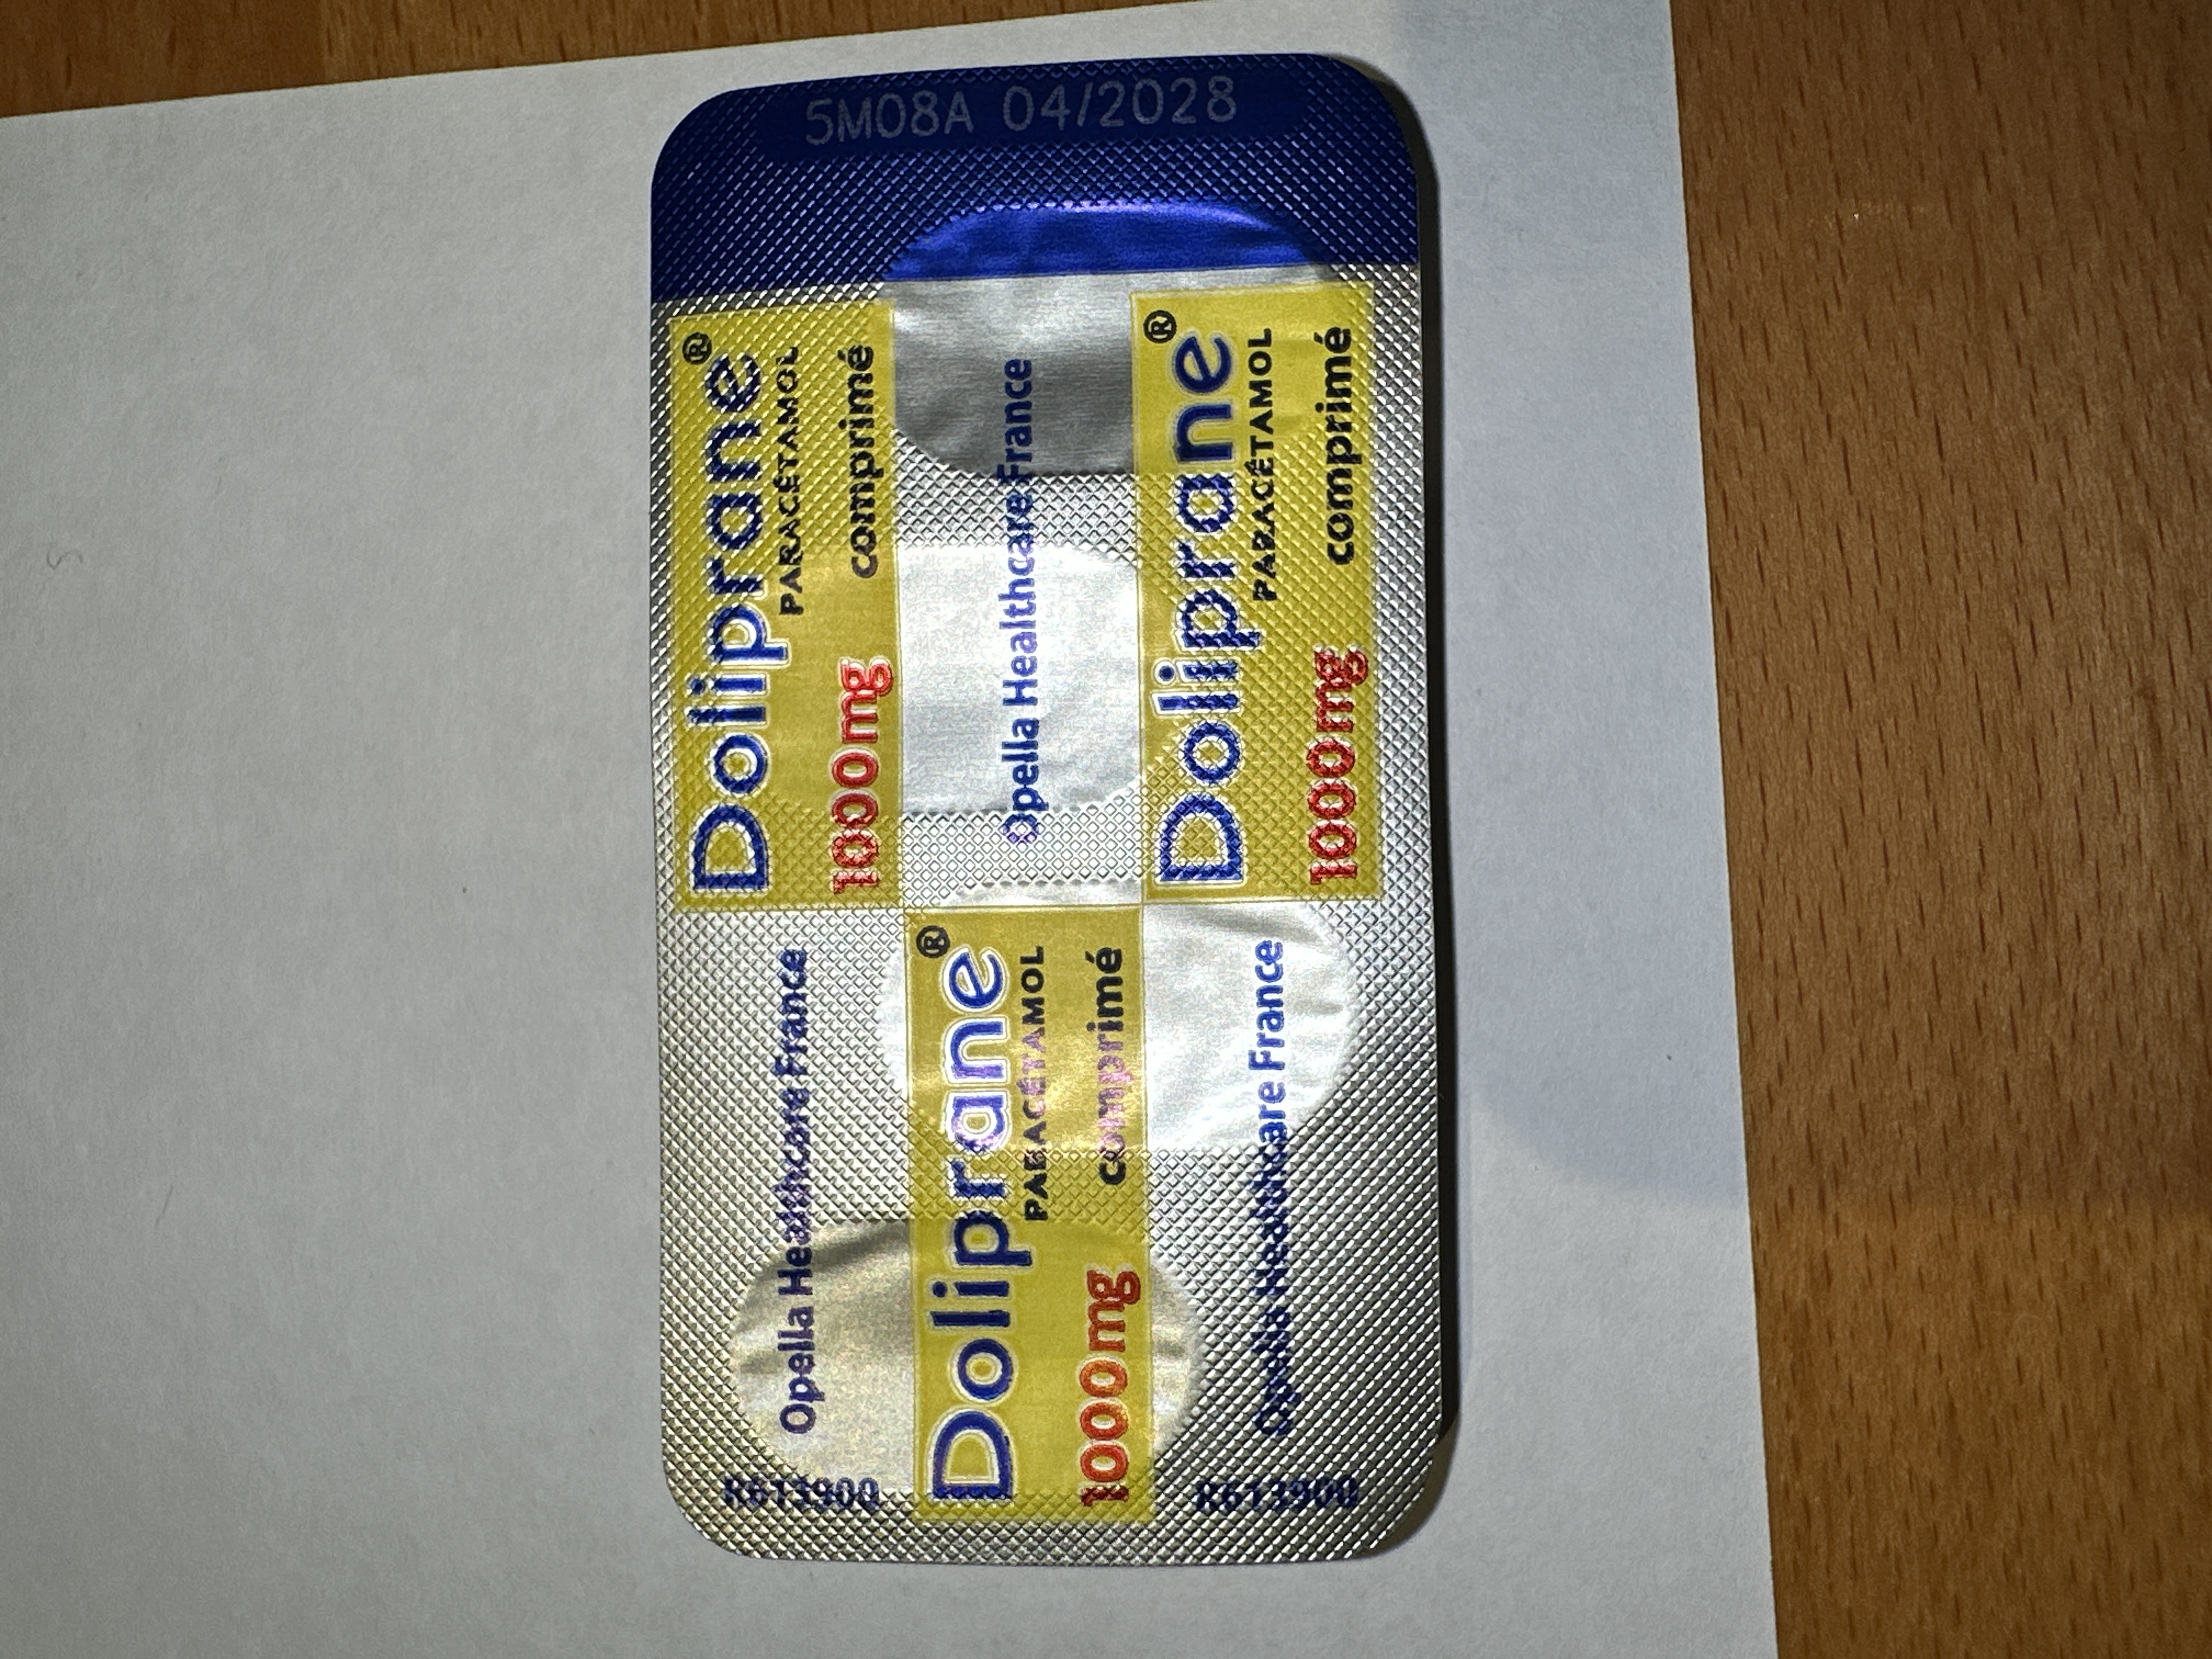 5M08A 04/2028
Doliprane®
PARACÉTAMOL
1000mg comprimé
Opella Healthcare France
Doliprane®
PARACÉTAMOL
1000mg comprimé
Opella Healthcare France
Doliprane®
PARACÉTAMOL
1000mg comprimé
Opella Healthcare France
R613900
R613900